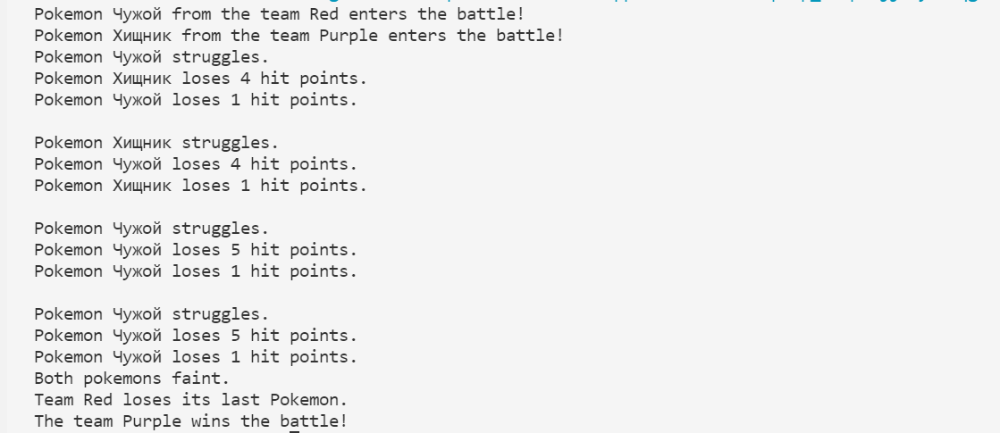 Pokemon Чужой from the team Red enters the battle!
Pokemon Хищник from the team Purple enters the battle!
Pokemon Чужой struggles.
Pokemon Хищник loses 4 hit points.
Pokemon Чужой loses 1 hit points.
Pokemon Хищник struggles.
Pokemon Чужой loses 4 hit points.
Pokemon Хищник loses 1 hit points.
Pokemon Чужой struggles.
Pokemon Чужой loses 5 hit points.
Pokemon Чужой loses 1 hit points.
Pokemon Чужой struggles.
Pokemon Чужой loses 5 hit points.
Pokemon Чужой loses 1 hit points.
Both pokemons faint.
Team Red loses its last Pokemon.
The team Purple wins the battle!